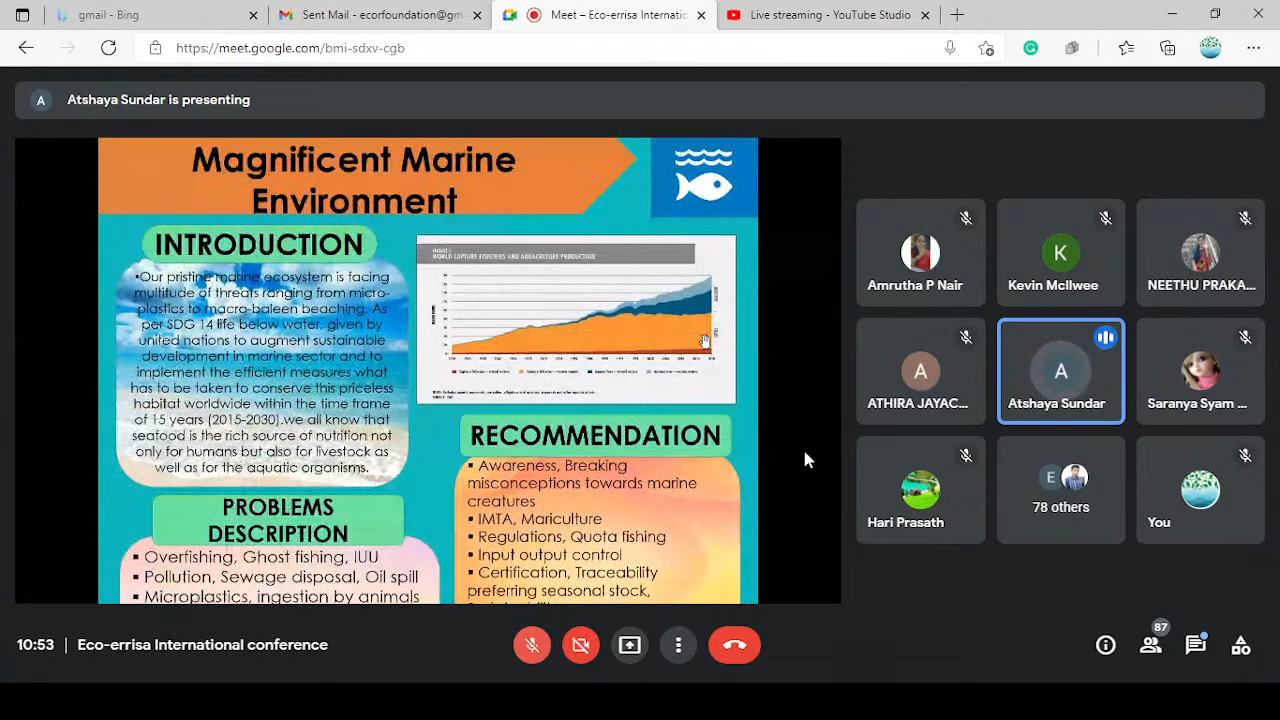 gmail - Bing
Sent Mail - ecorfoundation@gm
Meet – Eco-errisa Internatio
Live streaming - YouTube Studio
https://meet.google.com/bmi-sdxv-cgb
A
Atshaya Sundar is presenting
Magnificent Marine
Environment
INTRODUCTION
•Our pristine marine ecosystem is facing
multitude of threats ranging from micro-
plastics to macro-baleen beaching. As
per SDG 14 life below water, given by
united nations to augment sustainable
development in marine sector and to
implement the efficient measures what
has to be taken to conserve this priceless
habitat worldwide within the time frame
of 15 years (2015-2030).we all know that
seafood is the rich source of nutrition not
only for humans but also for livestock as
well as for the aquatic organisms.
PROBLEMS
DESCRIPTION
▪ Overfishing, Ghost fishing, IUU
▪ Pollution, Sewage disposal, Oil spill
▪ Microplastics, ingestion by animals
WORLD CAPTURE FISHERIES AND AQUACULTURE PRODUCTION
RECOMMENDATION
▪ Awareness, Breaking
misconceptions towards marine
creatures
▪ IMTA, Mariculture
▪ Regulations, Quota fishing
▪ Input output control
▪ Certification, Traceability
preferring seasonal stock,
Amrutha P Nair
K
Kevin McIlwee
NEETHU PRAKA...
A
ATHIRA JAYAC...
A
Atshaya Sundar
Saranya Syam ...
Hari Prasath
E
78 others
You
10:53
Eco-errisa International conference
87